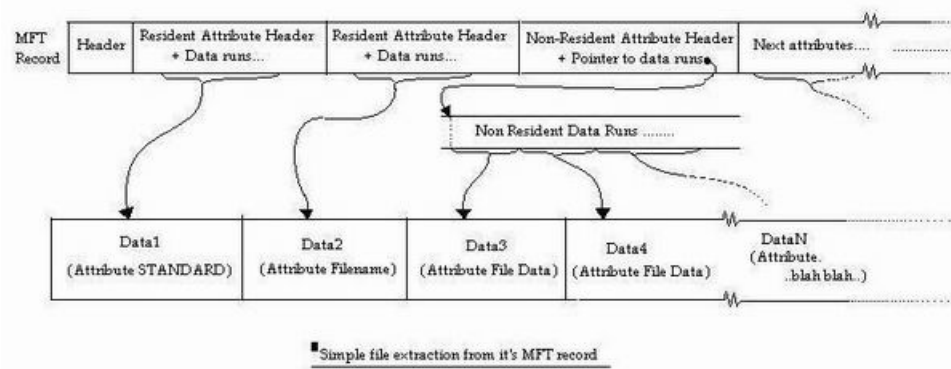 MFT
Record
Header
Resident Attribute Header
+ Data runs...
Resident Attribute Header
+ Data runs...
Non-Resident Attribute Header
+ Pointer to data runs
Next attributes....
Non Resident Data Runs ........
Data1
(Attribute STANDARD)
Data2
(Attribute Filename)
Data3
(Attribute File Data)
Data4
(Attribute File Data)
DataN
(Attribute.
..blah blah..)
Simple file extraction from it's MFT record